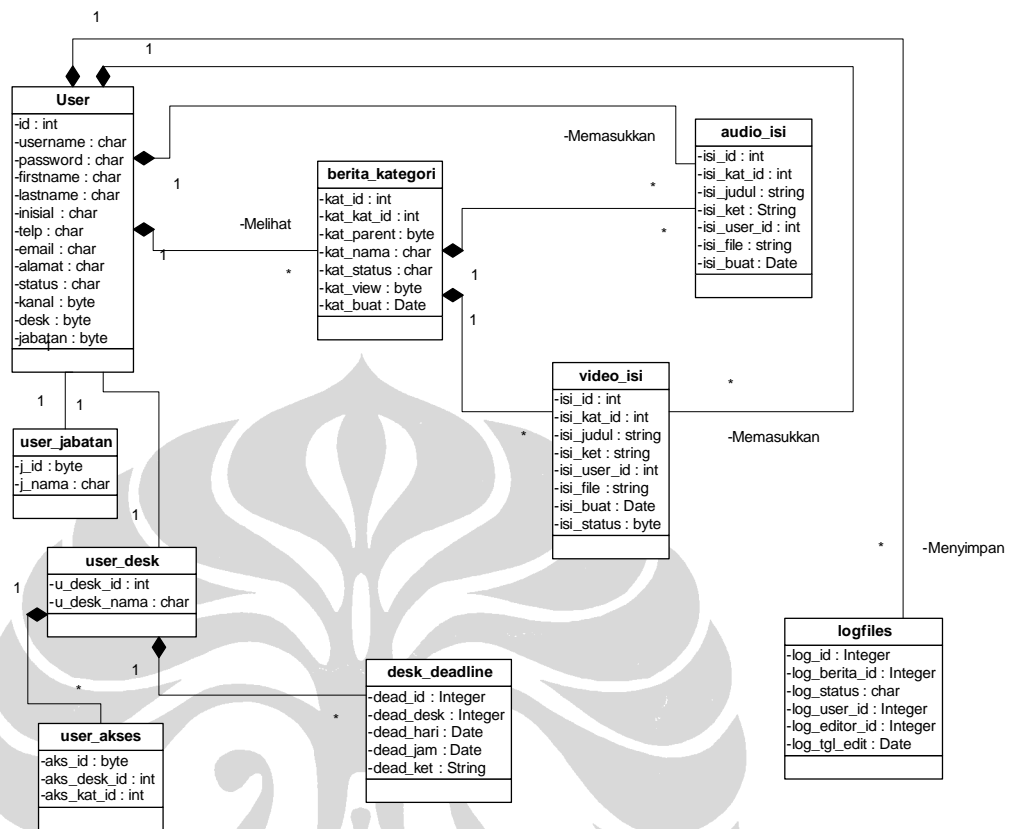 1
1
User
-id : int
-username : char
-password : char
-firstname : char
-lastname : char
-inisial : char
-telp : char
-email : char
-alamat : char
-status : char
-kanal : byte
-desk : byte
-jabatan : byte
1
1
1
-Melihat
*
berita_kategori
-kat_id : int
-kat_kat_id : int
-kat_parent : byte
-kat_nama : char
-kat_status : char
-kat_view : byte
-kat_buat : Date
1
1
-Memasukkan
*
*
audio_isi
-isi_id : int
-isi_kat_id : int
-isi_judul : string
-isi_ket : String
-isi_user_id : int
-isi_file : string
-isi_buat : Date
video_isi
-isi_id : int
-isi_kat_id : int
-isi_judul : string
-isi_ket : string
-isi_user_id : int
-isi_file : string
-isi_buat : Date
-isi_status : byte
*
*
-Memasukkan
1
1
user_jabatan
-j_id : byte
-j_nama : char
1
user_desk
-u_desk_id : int
-u_desk_nama : char
1
1
*
*
user_akses
-aks_id : byte
-aks_desk_id : int
-aks_kat_id : int
desk_deadline
-dead_id : Integer
-dead_desk : Integer
-dead_hari : Date
-dead_jam : Date
-dead_ket : String
*
-Menyimpan
logfiles
-log_id : Integer
-log_berita_id : Integer
-log_status : char
-log_user_id : Integer
-log_editor_id : Integer
-log_tgl_edit : Date